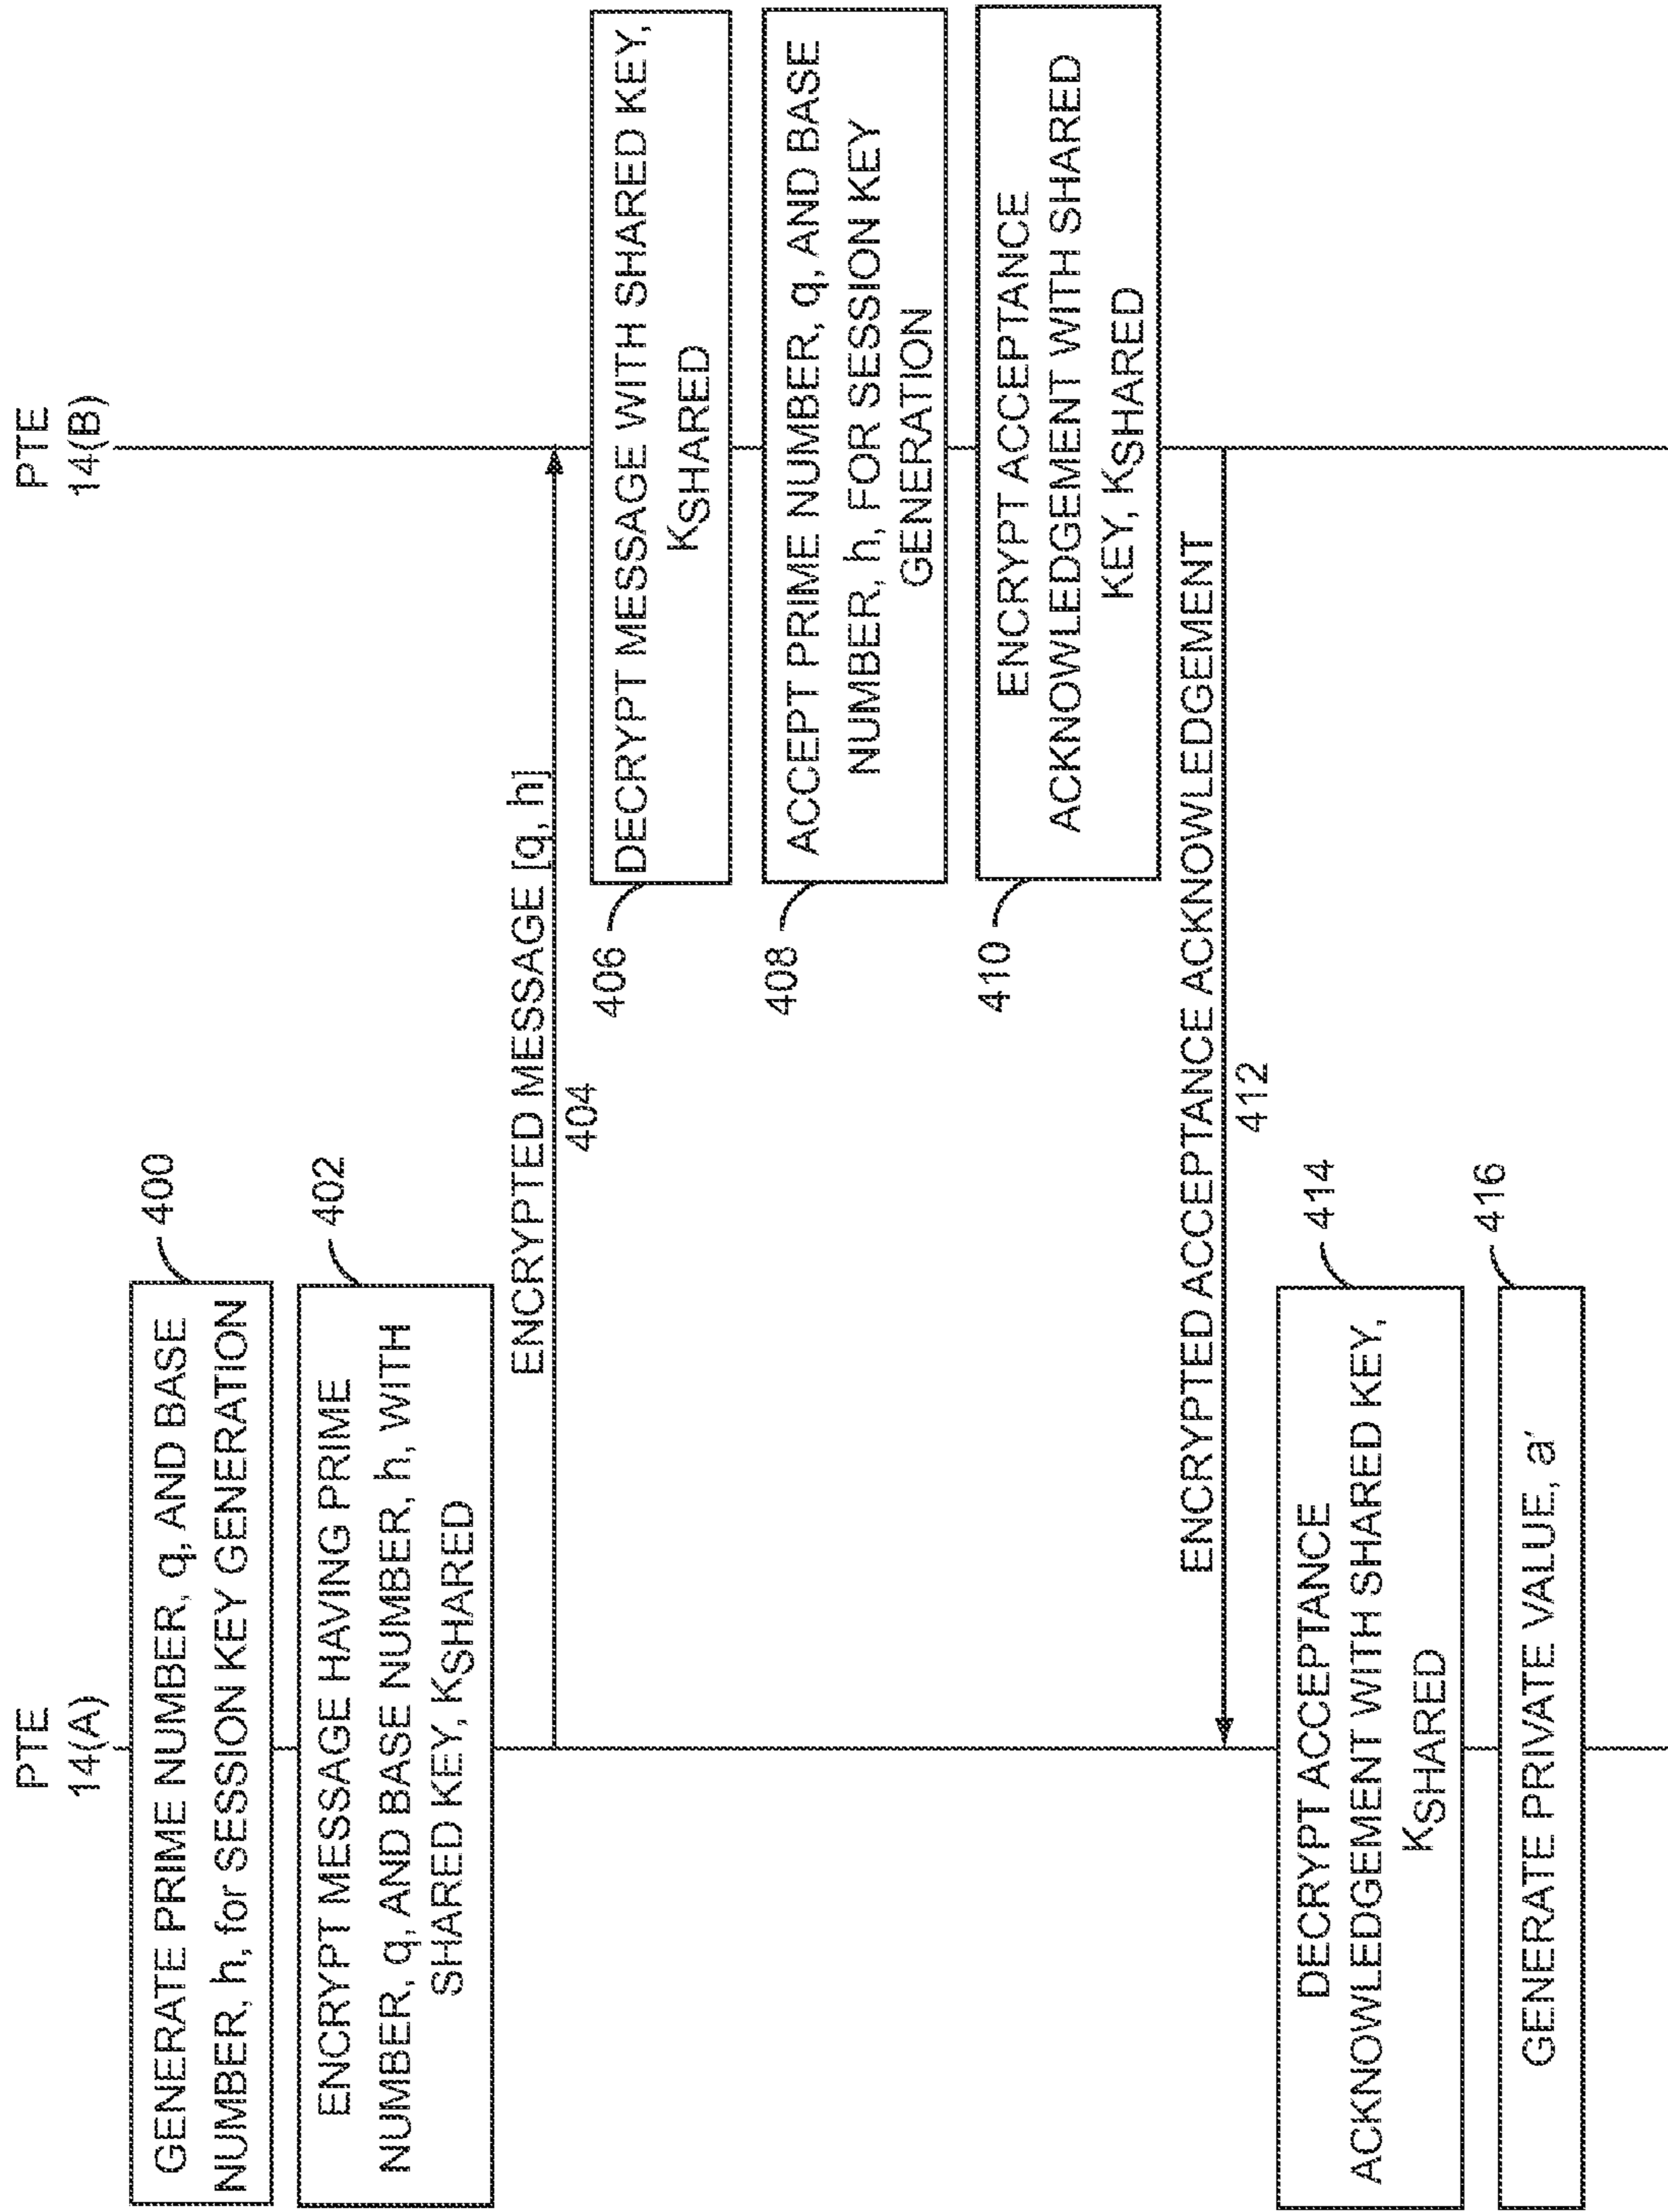 PTE
14(A)
PTE
14(B)
GENERATE PRIME NUMBER, q, AND BASE
NUMBER, h, for SESSION KEY GENERATION
400
ENCRYPT MESSAGE HAVING PRIME
NUMBER, q, AND BASE NUMBER, h, WITH
SHARED KEY, KSHARED
402
ENCRYPTED MESSAGE [q, h]
404
DECRYPT MESSAGE WITH SHARED KEY,
KSHARED
406
ACCEPT PRIME NUMBER, q, AND BASE
NUMBER, h, FOR SESSION KEY
GENERATION
408
ENCRYPT ACCEPTANCE
ACKNOWLEDGEMENT WITH SHARED
KEY, KSHARED
410
ENCRYPTED ACCEPTANCE ACKNOWLEDGEMENT
412
DECRYPT ACCEPTANCE
ACKNOWLEDGEMENT WITH SHARED KEY,
KSHARED
414
GENERATE PRIVATE VALUE, a'
416